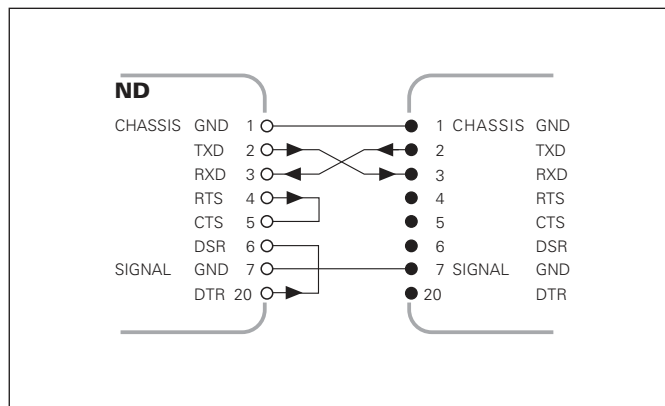 ND
CHASSIS GND 1 1 CHASSIS GND
TXD 2 2 TXD
RXD 3 3 RXD
RTS 4 4 RTS
CTS 5 5 CTS
DSR 6 6 DSR
SIGNAL GND 7 7 SIGNAL GND
DTR 20 20 DTR